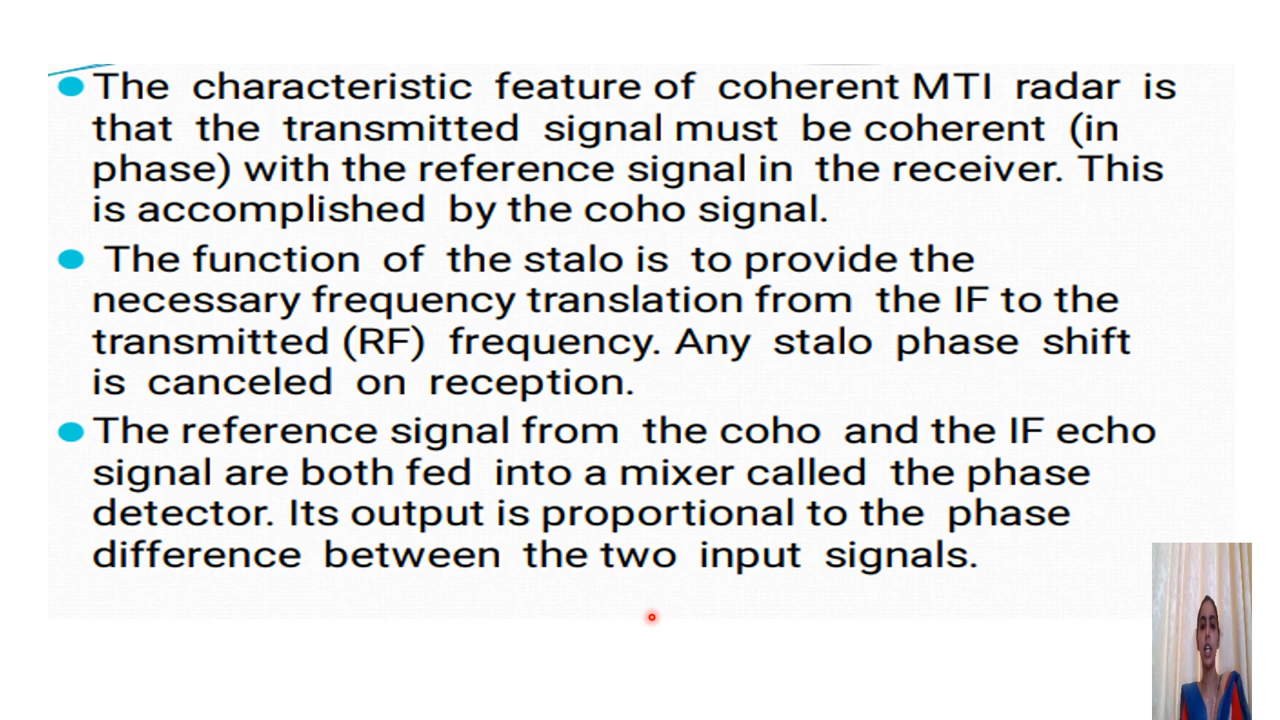 The characteristic feature of coherent MTI radar is
that the transmitted signal must be coherent (in
phase) with the reference signal in the receiver. This
is accomplished by the coho signal.
The function of the stalo is to provide the
necessary frequency translation from the IF to the
transmitted (RF) frequency. Any stalo phase shift
is canceled on reception.
The reference signal from the coho and the IF echo
signal are both fed into a mixer called the phase
detector. Its output is proportional to the phase
difference between the two input signals.